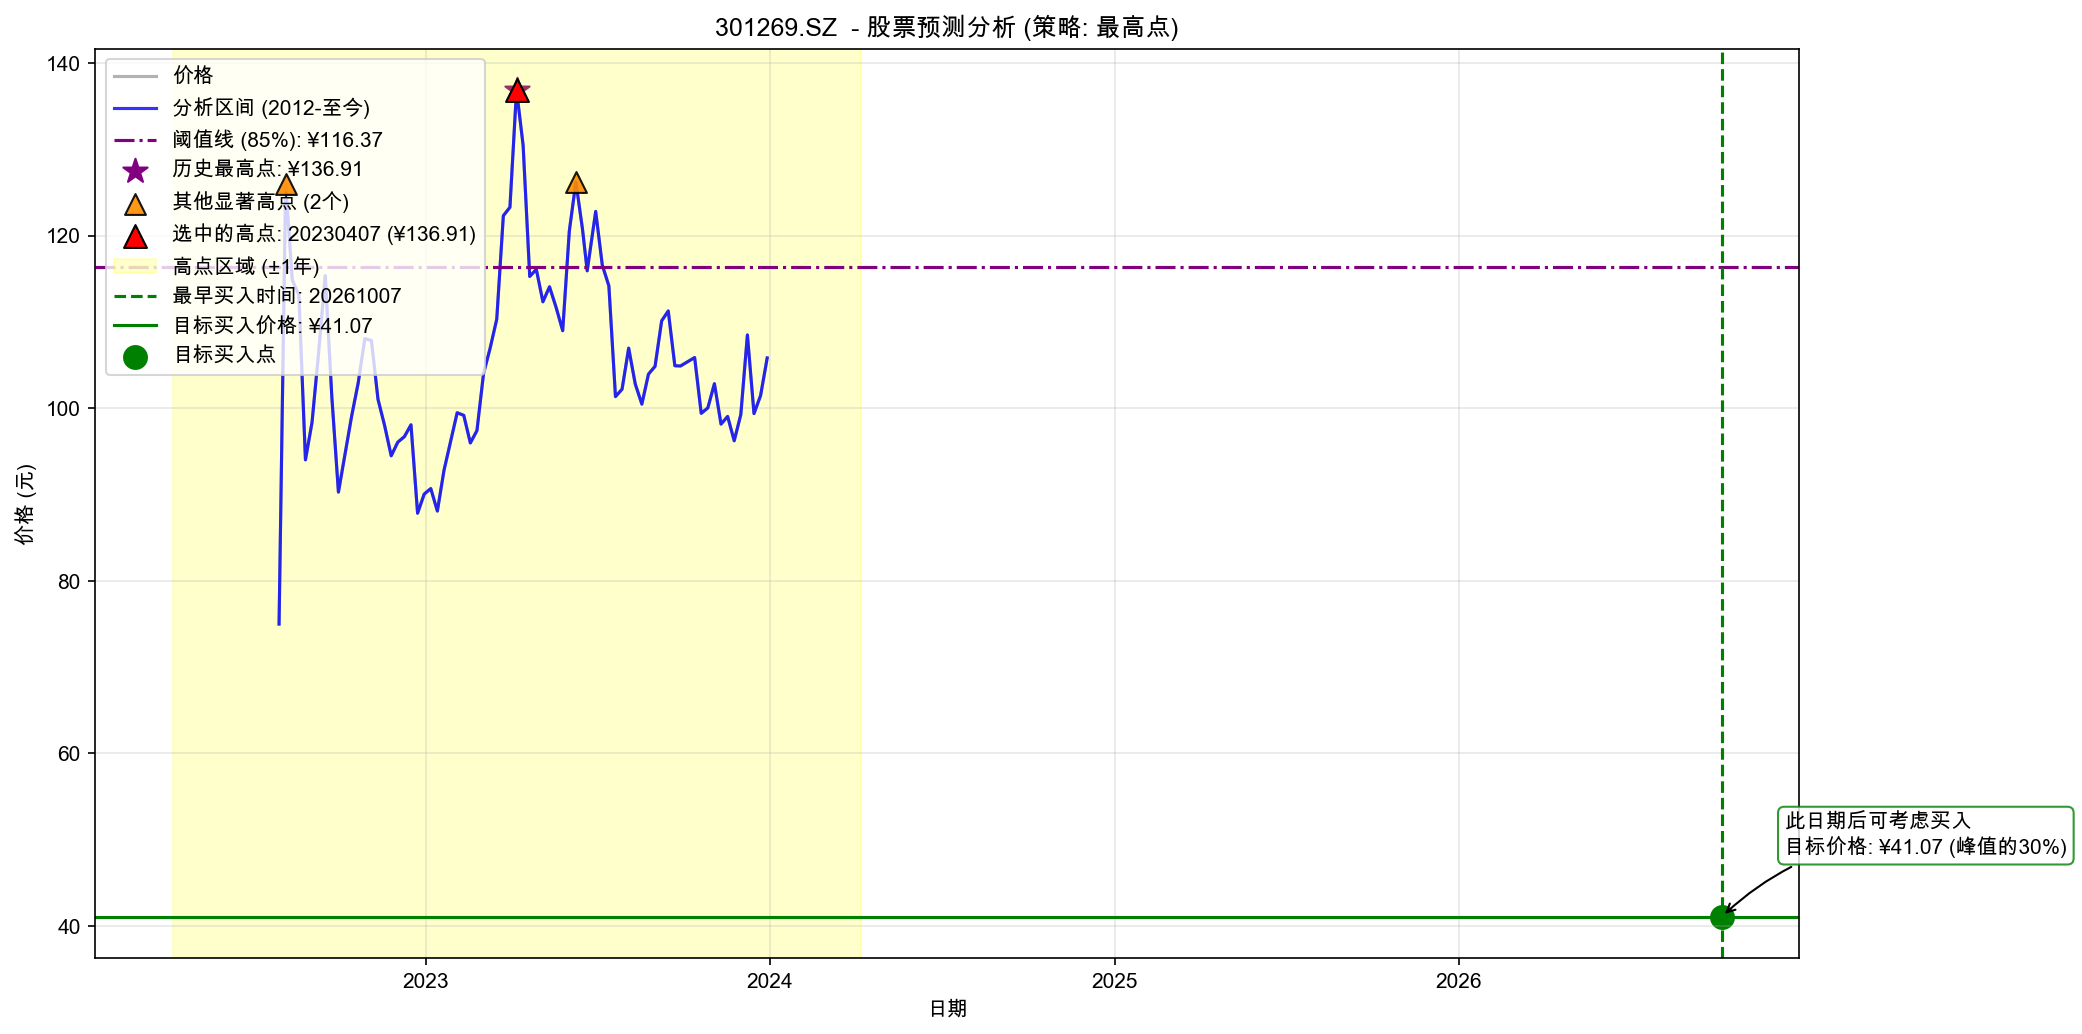 301269.SZ - 股票预测分析 (策略: 最高点)
价格
分析区间 (2012-至今)
阈值线 (85%): ¥116.37
历史最高点: ¥136.91
其他显著高点 (2个)
选中的高点: 20230407 (¥136.91)
高点区域 (±1年)
最早买入时间: 20261007
目标买入价格: ¥41.07
目标买入点
140
120
100
80
60
40
价格 (元)
此日期后可考虑买入
目标价格: ¥41.07 (峰值的30%)
2023
2024
2025
2026
日期